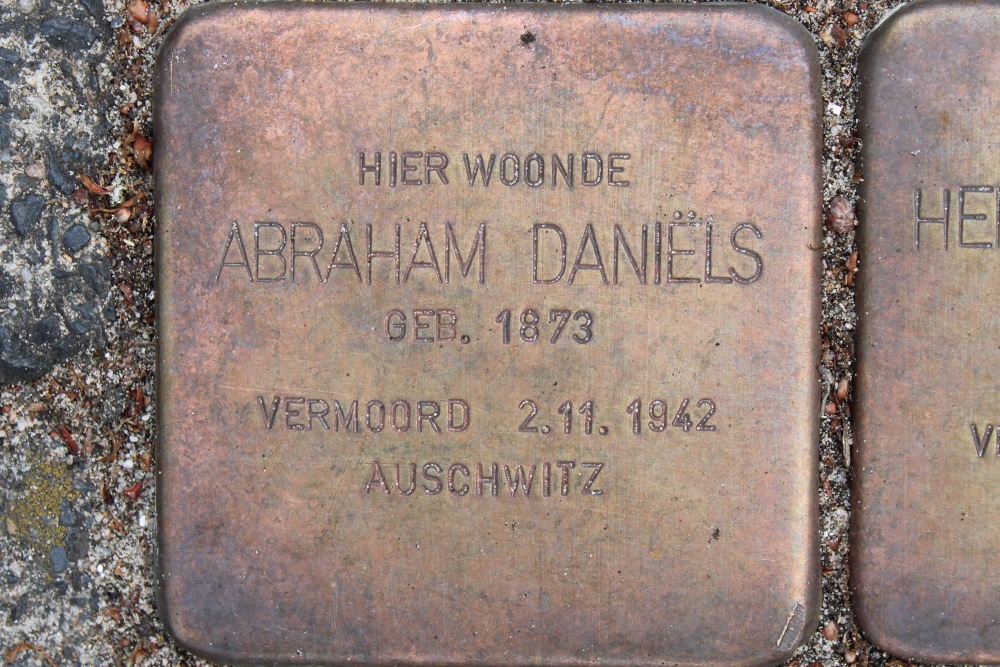 HIER WOONDE
ABRAHAM DANIËLS
GEB. 1873
VERMOORD 2.11.1942
AUSCHWITZ